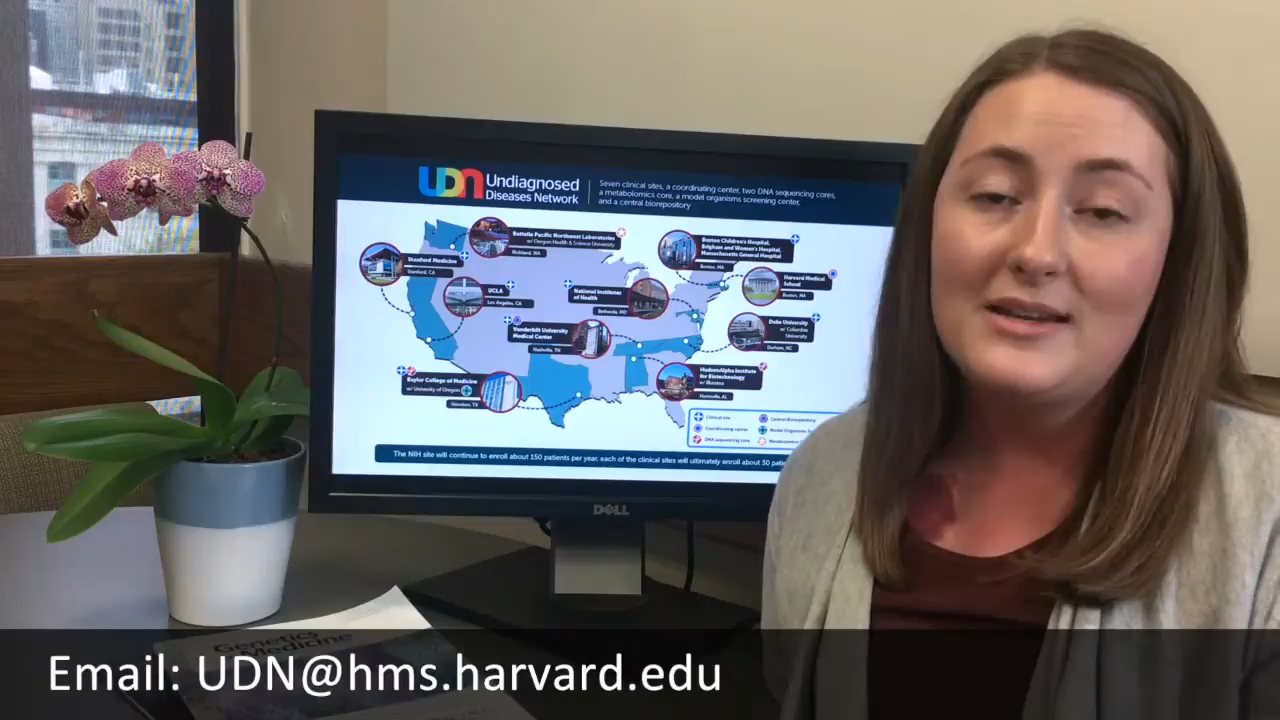 UDN Undiagnosed
Diseases Network
Seven clinical sites, a coordinating center, two DNA sequencing cores,
a metabolomics core, a model organisms screening center,
and a central biorepository
Battelle Pacific Northwest Laboratories
w/ Oregon Health & Science University
Richland, WA
Boston Children's Hospital,
Brigham and Women's Hospital,
Massachusetts General Hospital
Boston, MA
Stanford Medicine
Stanford, CA
Harvard Medical
School
Boston, MA
UCLA
Los Angeles, CA
National Institutes
of Health
Bethesda, MD
Duke University
w/ Columbia
University
Durham, NC
Vanderbilt University
Medical Center
Nashville, TN
HudsonAlpha Institute
for Biotechnology
w/ Illumina
Huntsville, AL
Baylor College of Medicine
w/ University of Oregon
Houston, TX
Clinical site
Central Biorepository
Coordinating center
Model Organisms
DNA sequencing core
Metabolomics
The NIH site will continue to enroll about 150 patients per year, each of the clinical sites will ultimately enroll about 50
DELL
Genetics
Medicine
Email: UDN@hms.harvard.edu